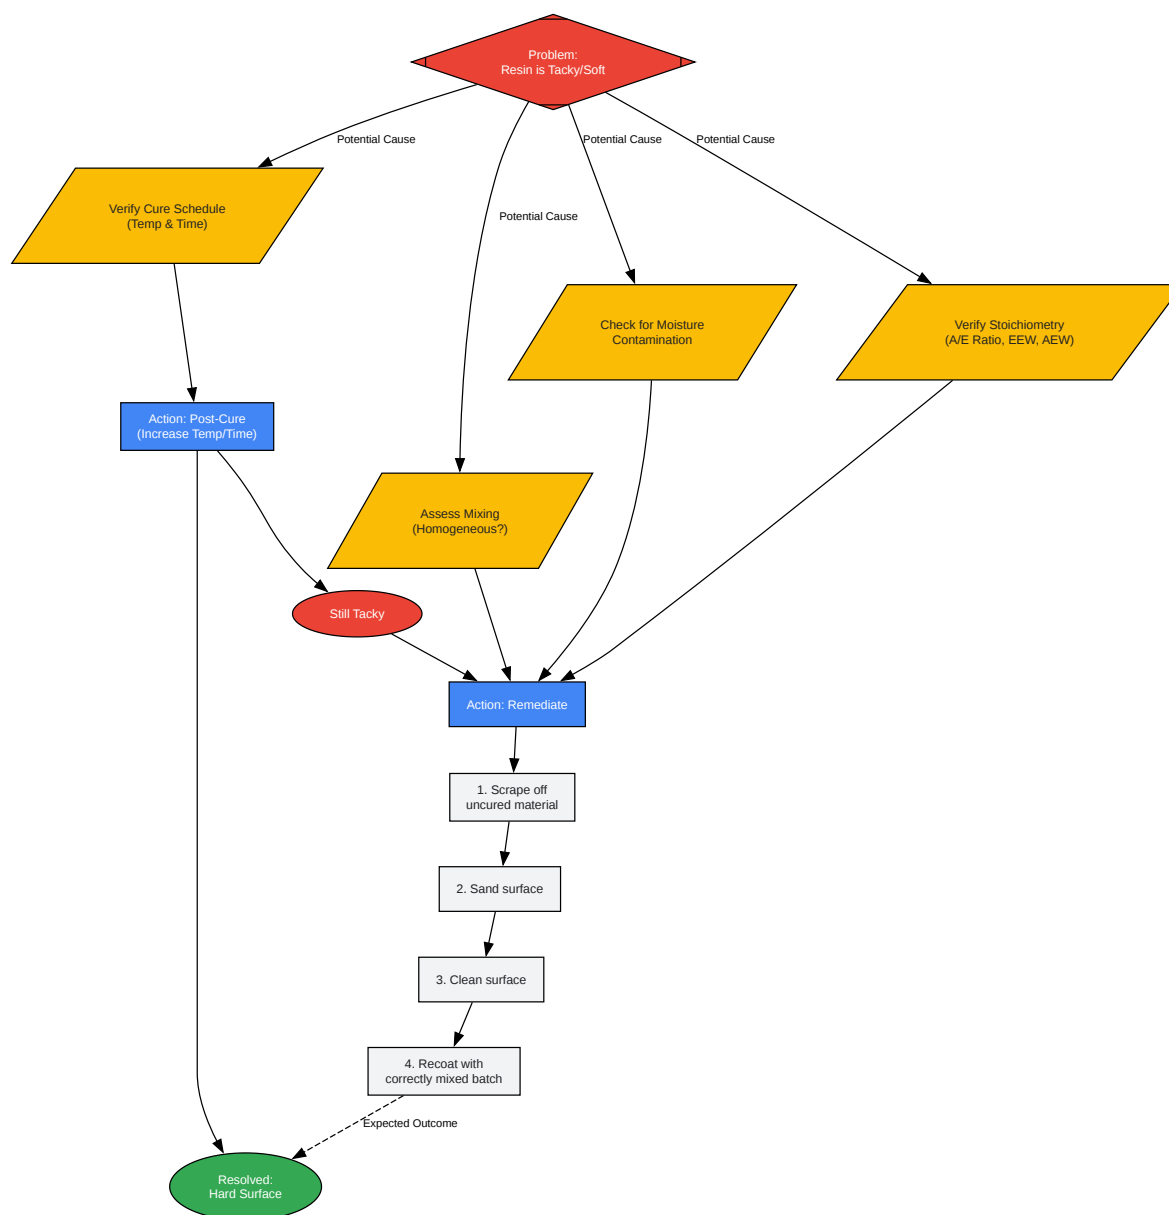 Problem:
Resin is Tacky/Soft
Potential Cause
Potential Cause
Potential Cause
Verify Cure Schedule
(Temp & Time)
Potential Cause
Check for Moisture
Contamination
Verify Stoichiometry
(A/E Ratio, EEW, AEW)
Action: Post-Cure
(Increase Temp/Time)
Assess Mixing
(Homogeneous?)
Still Tacky
Action: Remediate
1. Scrape off
uncured material
2. Sand surface
3. Clean surface
4. Recoat with
correctly mixed batch
Expected Outcome
Resolved:
Hard Surface